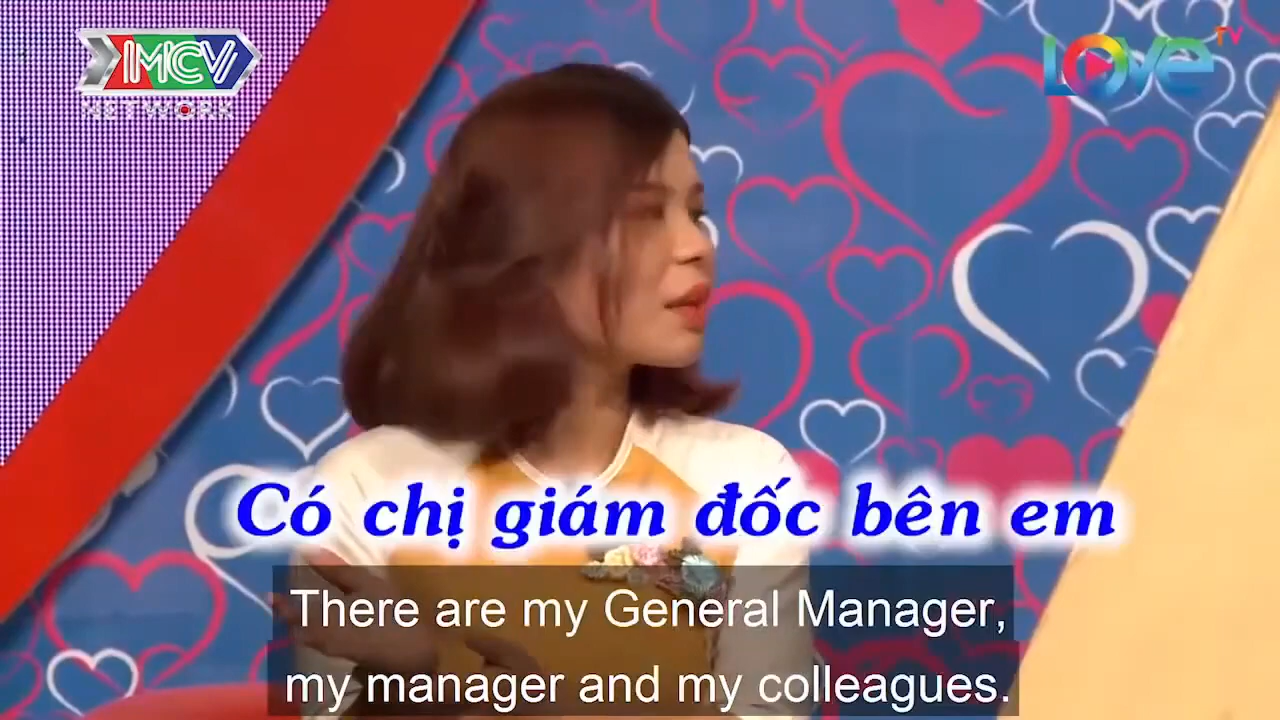 MCV
NETWORK
LOVE TV
Có chị giám đốc bên em
There are my General Manager,
my manager and my colleagues.